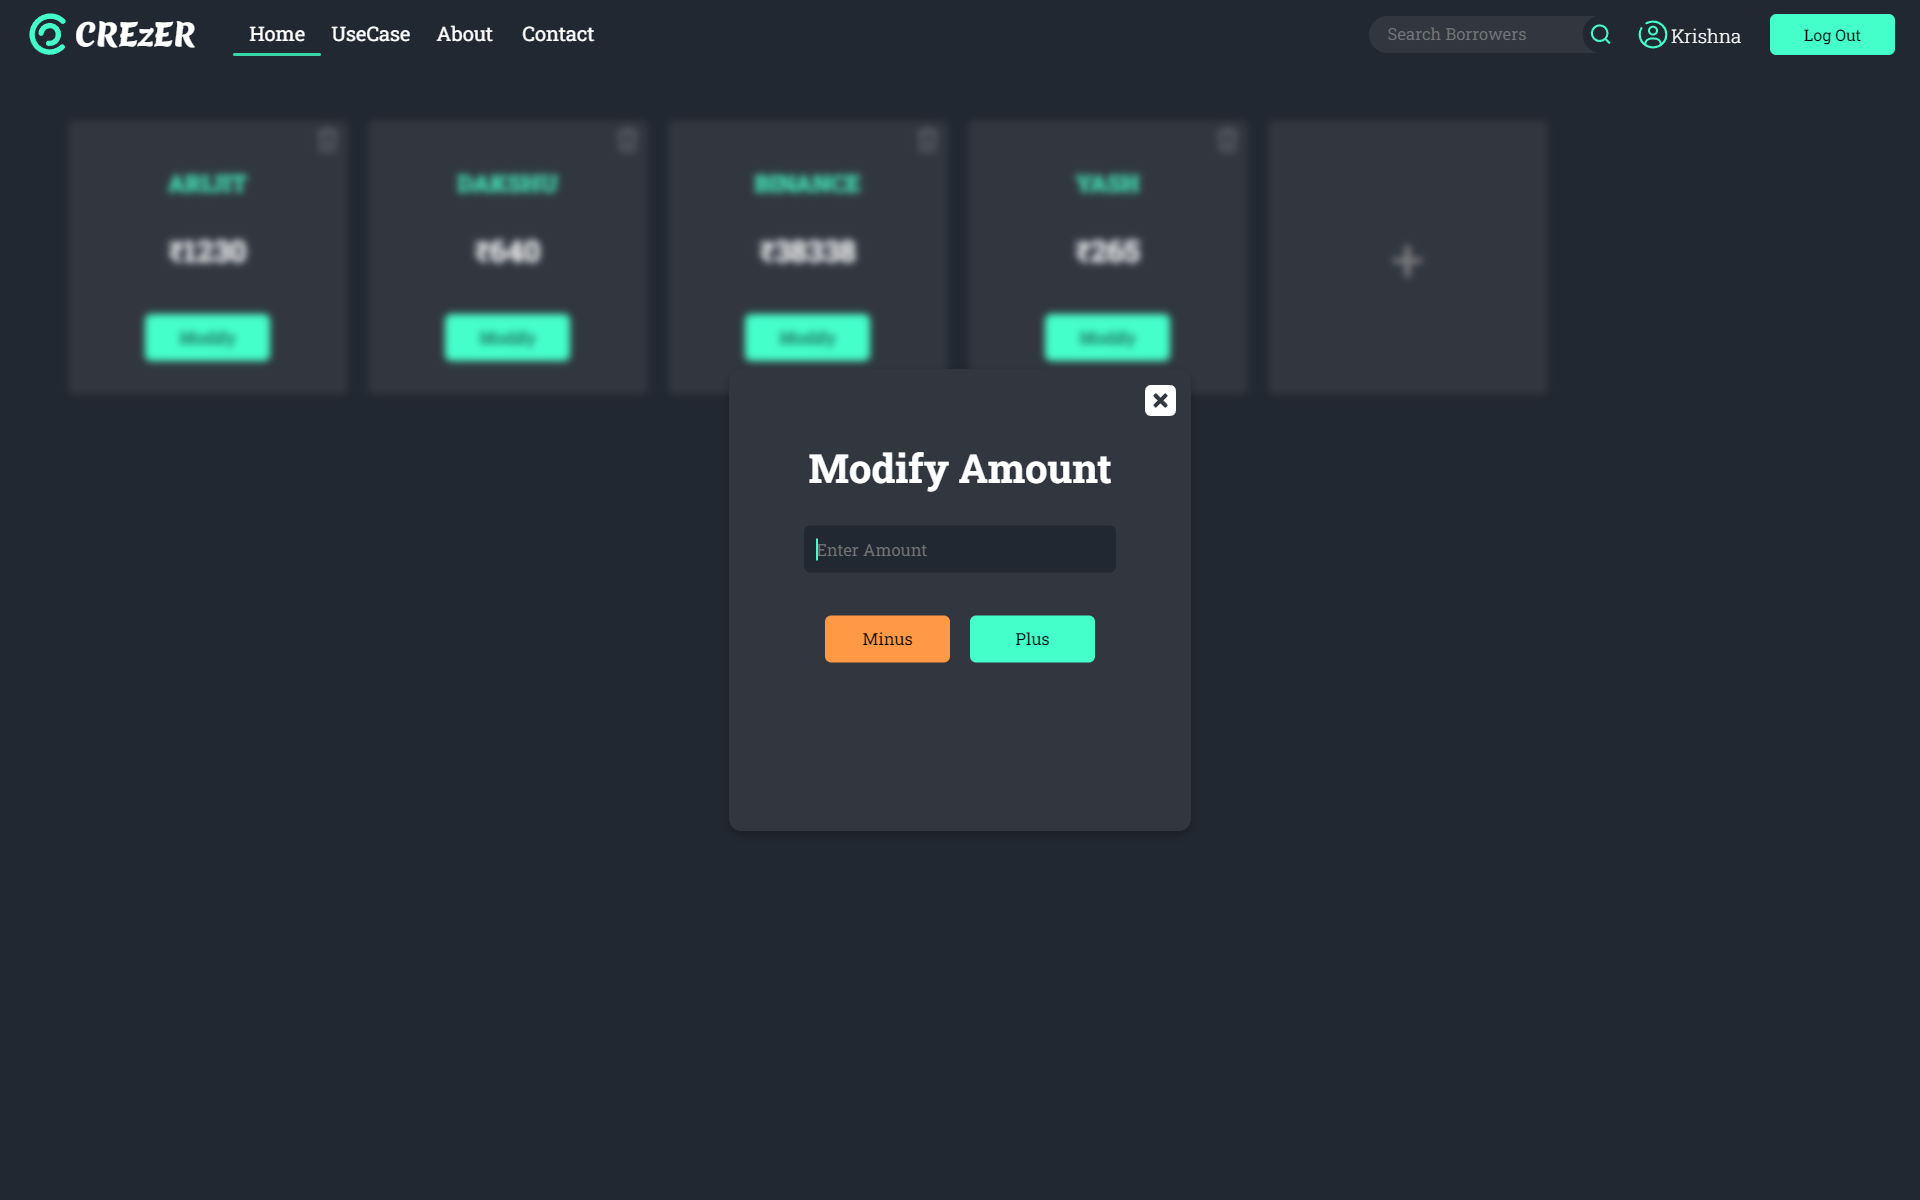 CREzER
Home UseCase About Contact
Search Borrowers
Krishna
Log Out
ARIJIT
DAKSHU
BINANCE
YASH
₹1230
₹640
₹38338
₹265
Modify
Modify
Modify
Modify
Modify Amount
Enter Amount
Minus
Plus